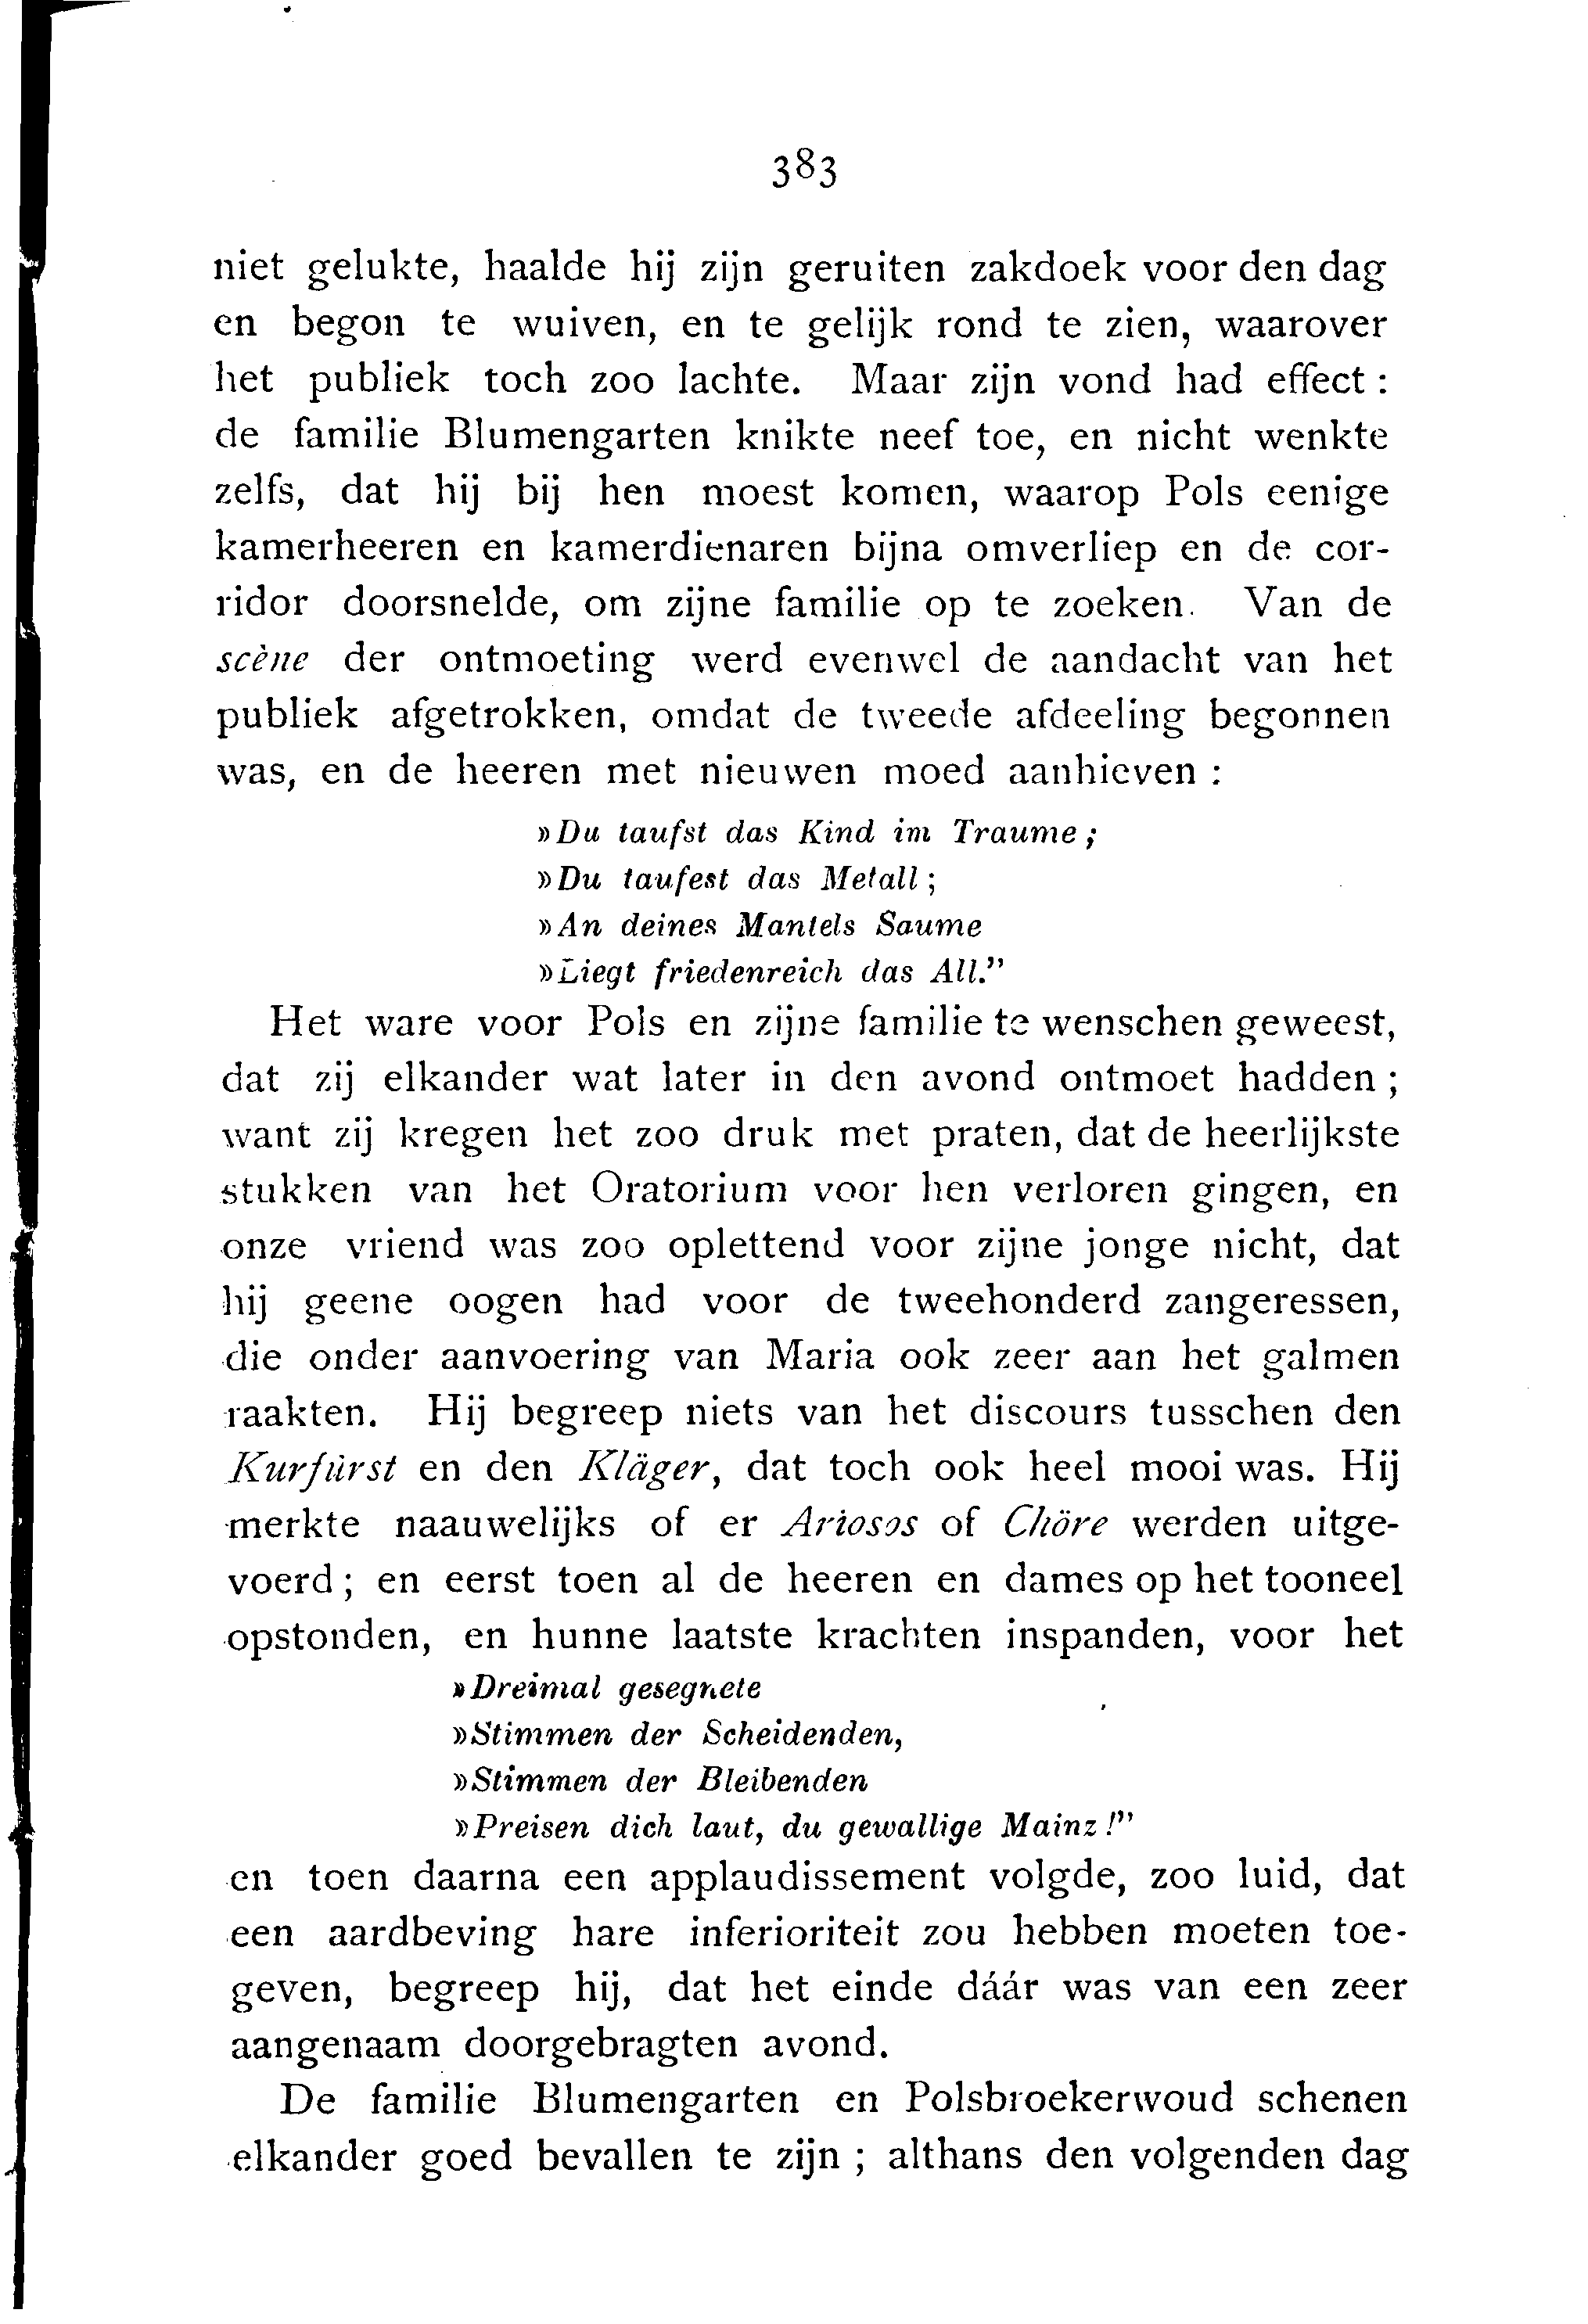 383
niet gelukte, haalde hij zijn geruiten zakdoek voor den dag
en begon te wuiven, en te gelijk rond te zien, waarover
het publiek toch zoo lachte. Maar zijn vond had effect :
de familie Blumengarten knikte neef toe, en nicht wenkte
zelfs, dat hij bij hen moest komen, waarop Pols eenige
kamerheeren en kamerdienaren bijna omverliep en de cor-
ridor doorsnelde, om zijne familie op te zoeken. Van de
scène der ontmoeting werd evenwel de aandacht van het
publiek afgetrokken, omdat de tweede afdeeling begonnen
was, en de heeren met nieuwen moed aanhieven :
»Du taufst das Kind im Traume ;
»Du taufest das Metall ;
»An deines Mantels Saume
»Liegt friedenreich das All."
Het ware voor Pols en zijne familie te wenschen geweest,
dat zij elkander wat later in den avond ontmoet hadden ;
want zij kregen het zoo druk met praten, dat de heerlijkste
stukken van het Oratorium voor hen verloren gingen, en
onze vriend was zoo oplettend voor zijne jonge nicht, dat
hij geene oogen had voor de tweehonderd zangeressen,
die onder aanvoering van Maria ook zeer aan het galmen
raakten. Hij begreep niets van het discours tusschen den
Kurfürst en den Kläger, dat toch ook heel mooi was. Hij
merkte naauwelijks of er Ariosos of Chöre werden uitge-
voerd ; en eerst toen al de heeren en dames op het tooneel
opstonden, en hunne laatste krachten inspanden, voor het
»Dreimal gesegnete
»Stimmen der Scheidenden,
»Stimmen der Bleibenden
»Preisen dich laut, du gewallige Mainz !"
en toen daarna een applaudissement volgde, zoo luid, dat
een aardbeving hare inferioriteit zou hebben moeten toe-
geven, begreep hij, dat het einde dáár was van een zeer
aangenaam doorgebragten avond.
De familie Blumengarten en Polsbroekerwoud schenen
elkander goed bevallen te zijn ; althans den volgenden dag